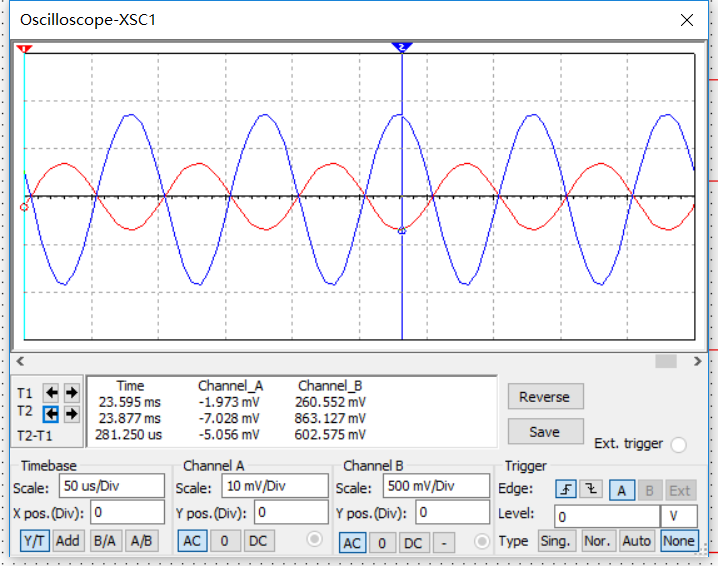 Oscilloscope-XSC1
1 2
T1 T2 T2-T1
Time Channel_A Channel_B
23.595 ms -1.973 mV 260.552 mV
23.877 ms -7.028 mV 863.127 mV
281.250 us -5.056 mV 602.575 mV
Reverse
Save
Ext. trigger
Timebase
Scale: 50 us/Div
X pos.(Div): 0
Y/T Add B/A A/B
Channel A
Scale: 10 mV/Div
Y pos.(Div): 0
AC 0 DC
Channel B
Scale: 500 mV/Div
Y pos.(Div): 0
AC 0 DC -
Trigger
Edge: A B Ext
Level: 0 V
Type Sing. Nor. Auto None